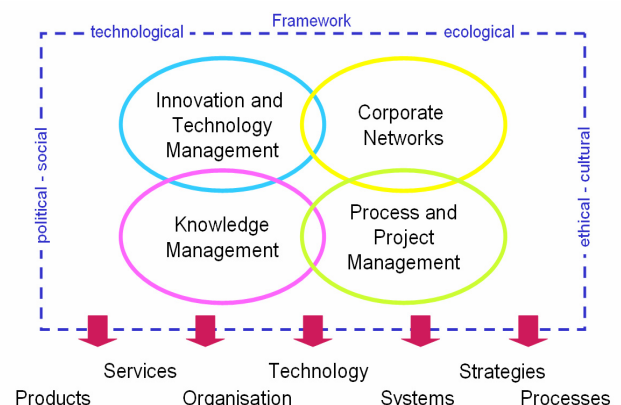 Framework
technological
ecological
political - social
ethical - cultural
Innovation and
Technology
Management
Corporate
Networks
Knowledge
Management
Process and
Project
Management
Services
Technology
Strategies
Products
Organisation
Systems
Processes